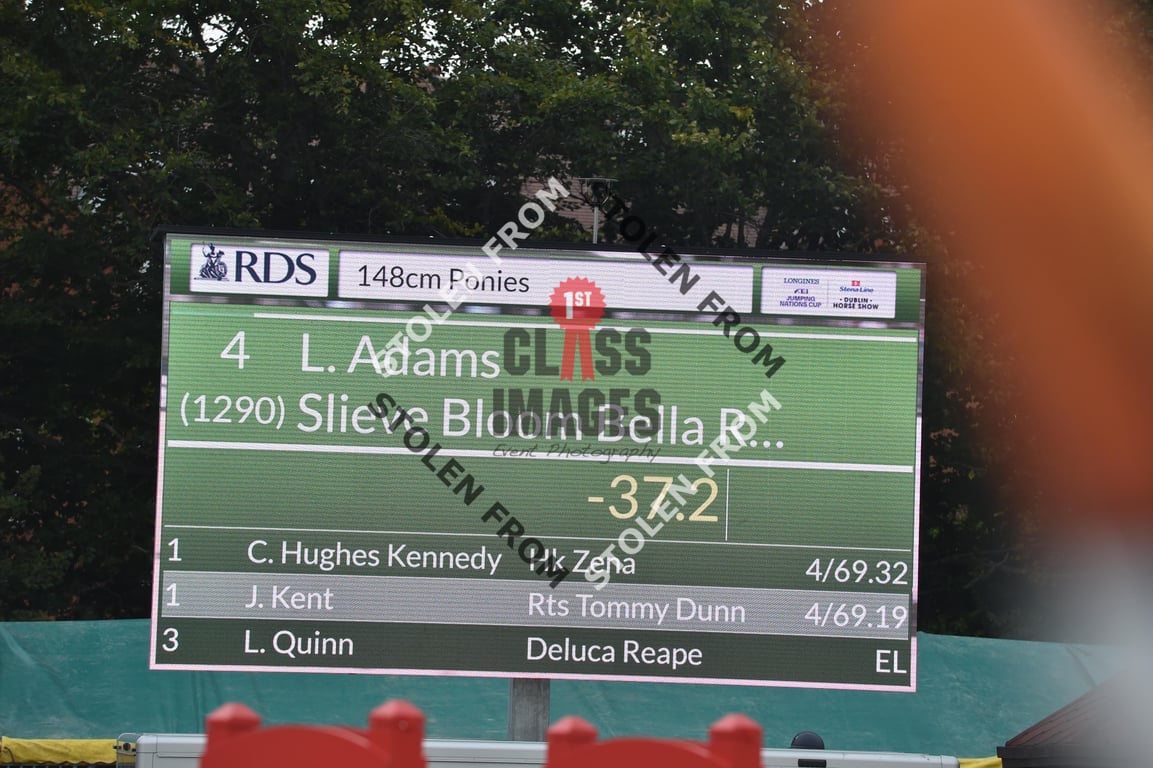 RDS
148cm Ponies
LONGINES
FEI
JUMPING
NATIONS CUP
Stena Line
·DUBLIN·
HORSE SHOW
4 L. Adams
(1290) Slieve Bloom Bella R...
-37.2
1 C. Hughes Kennedy Hk Zena 4/69.32
1 J. Kent Rts Tommy Dunn 4/69.19
3 L. Quinn Deluca Reape EL
1ST
CLASS
IMAGES
Event Photography
STOLEN FROM
STOLEN FROM
STOLEN FROM
STOLEN FROM